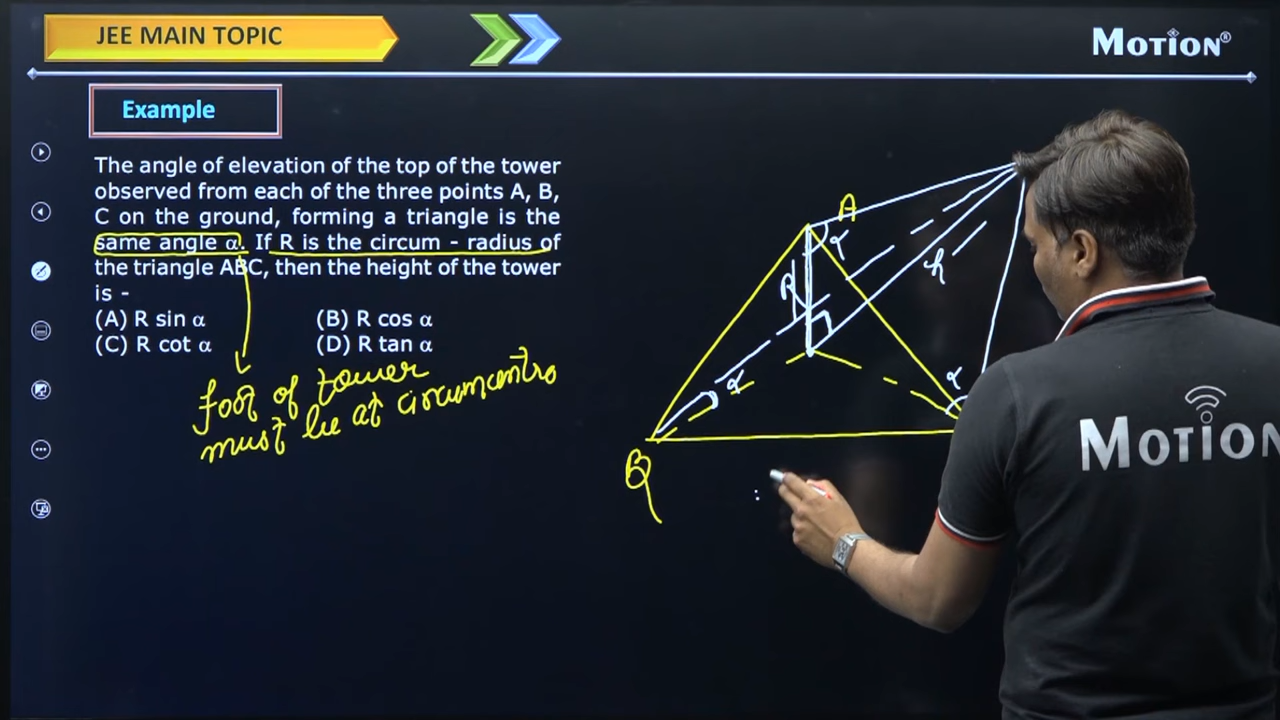 JEE MAIN TOPIC
MOTION®
Example
The angle of elevation of the top of the tower
observed from each of the three points A, B,
C on the ground, forming a triangle is the
same angle α. If R is the circum - radius of
the triangle ABC, then the height of the tower
is -
(A) R sin α (B) R cos α
(C) R cot α (D) R tan α
foot of tower
must be at circumcentre
A
α
R
h
α
α
B
:
MOTION